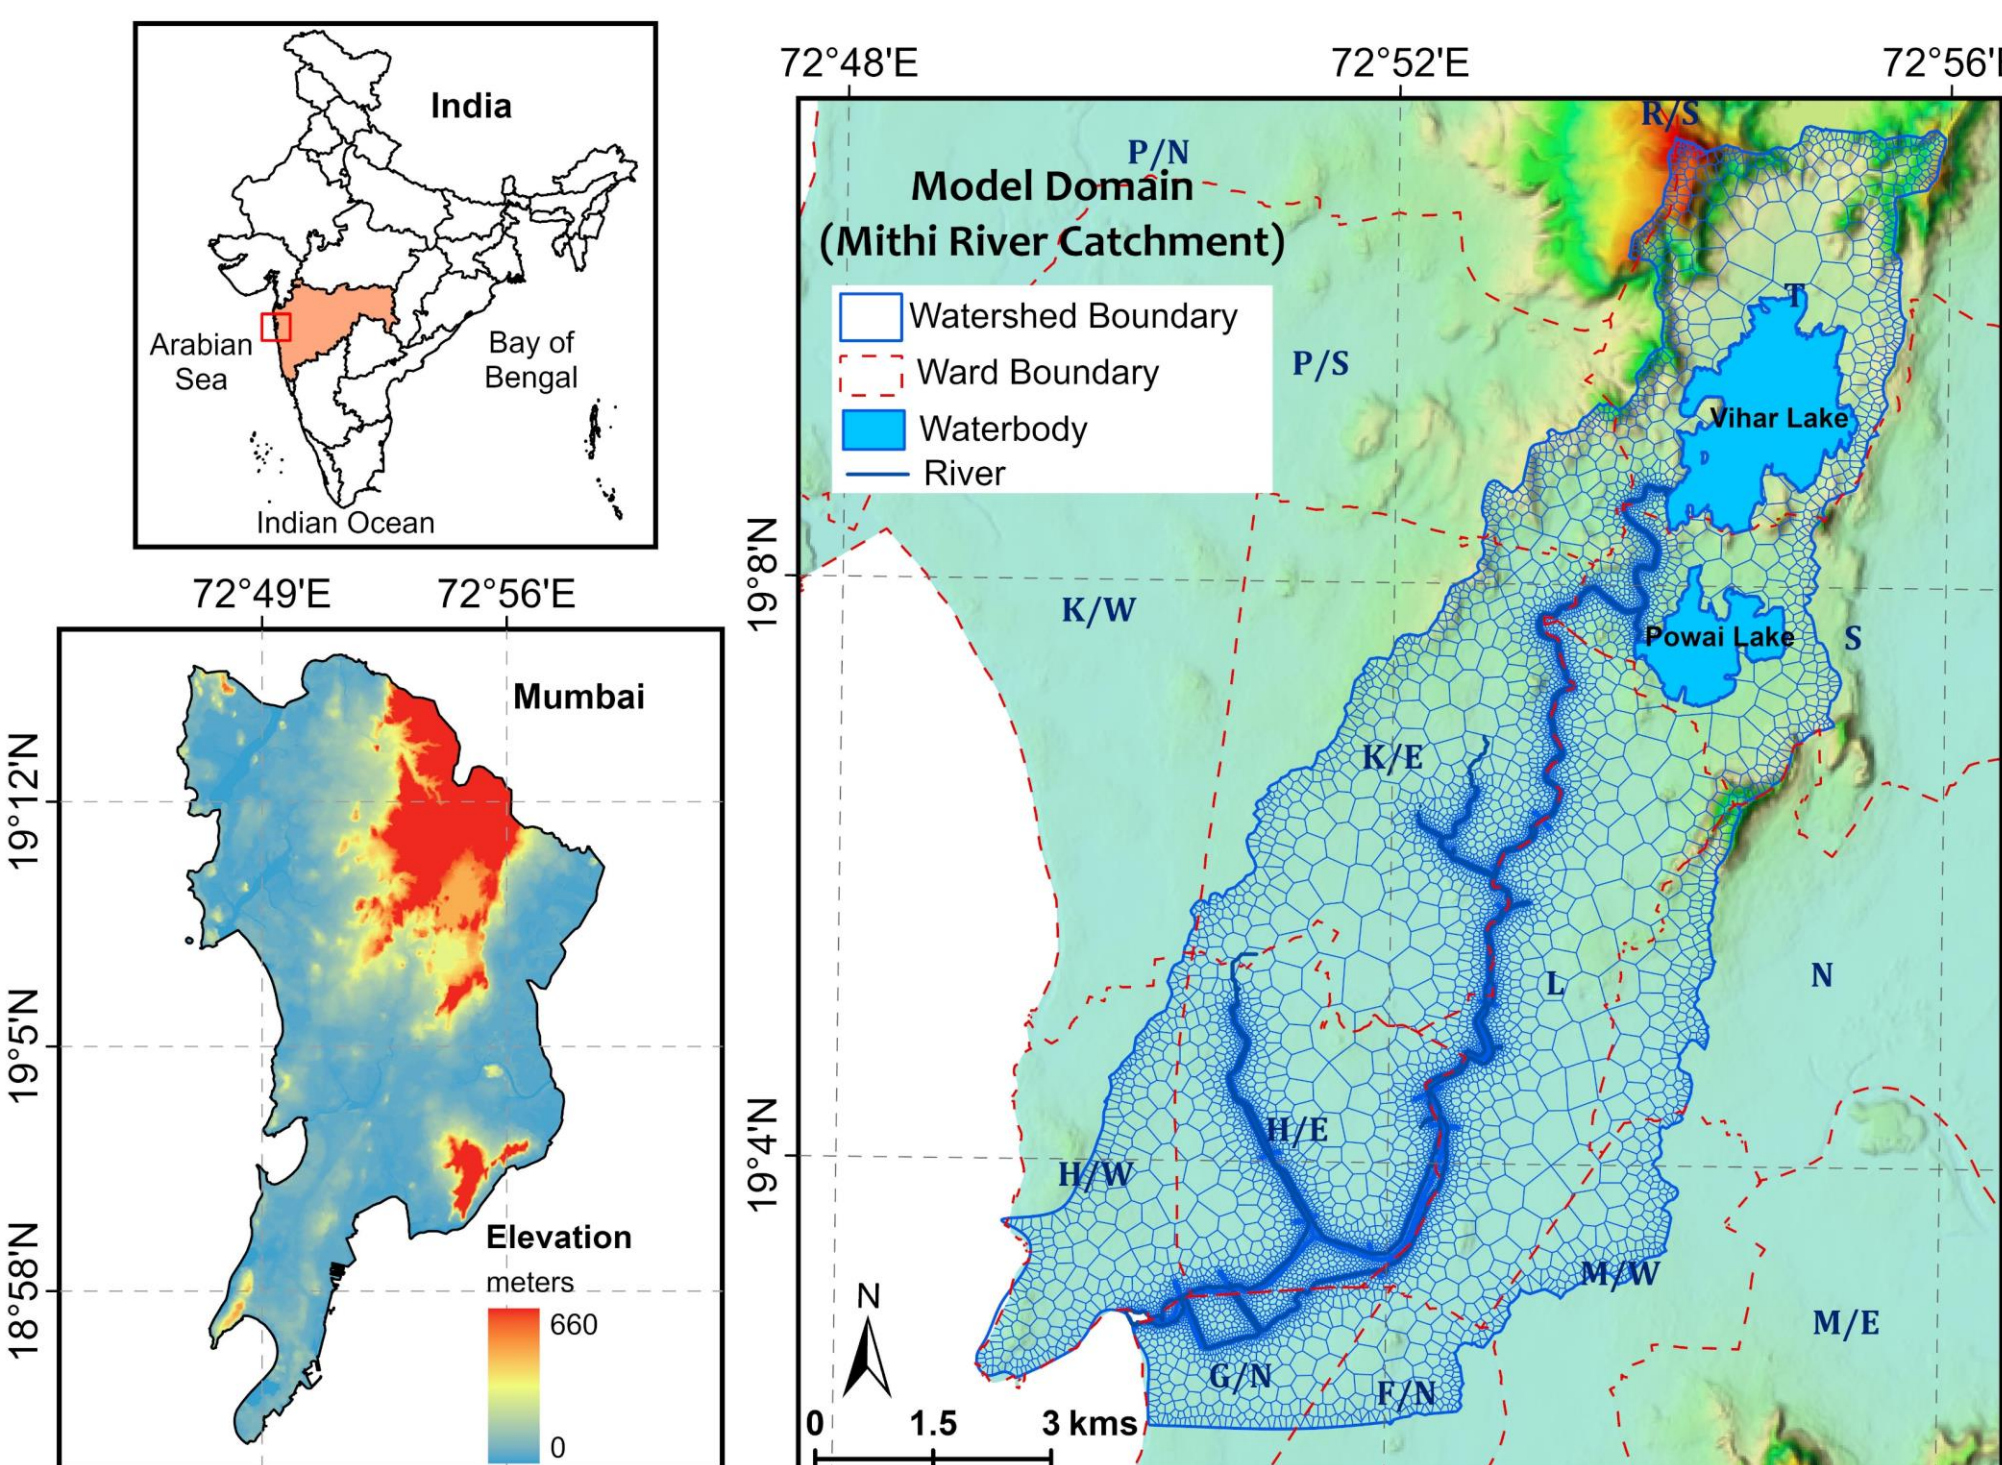 India
Arabian
Sea
Bay of
Bengal
Indian Ocean
72°49'E
72°56'E
Mumbai
19°12'N
19°5'N
18°58'N
Elevation
meters
660
0
72°48'E
72°52'E
72°56'
19°8'N
19°4'N
Model Domain
(Mithi River Catchment)
Watershed Boundary
Ward Boundary
Waterbody
River
P/N
R/S
P/S
T
Vihar Lake
K/W
Powai Lake
S
K/E
L
N
H/E
H/W
M/W
M/E
G/N
F/N
N
0
1.5
3 kms